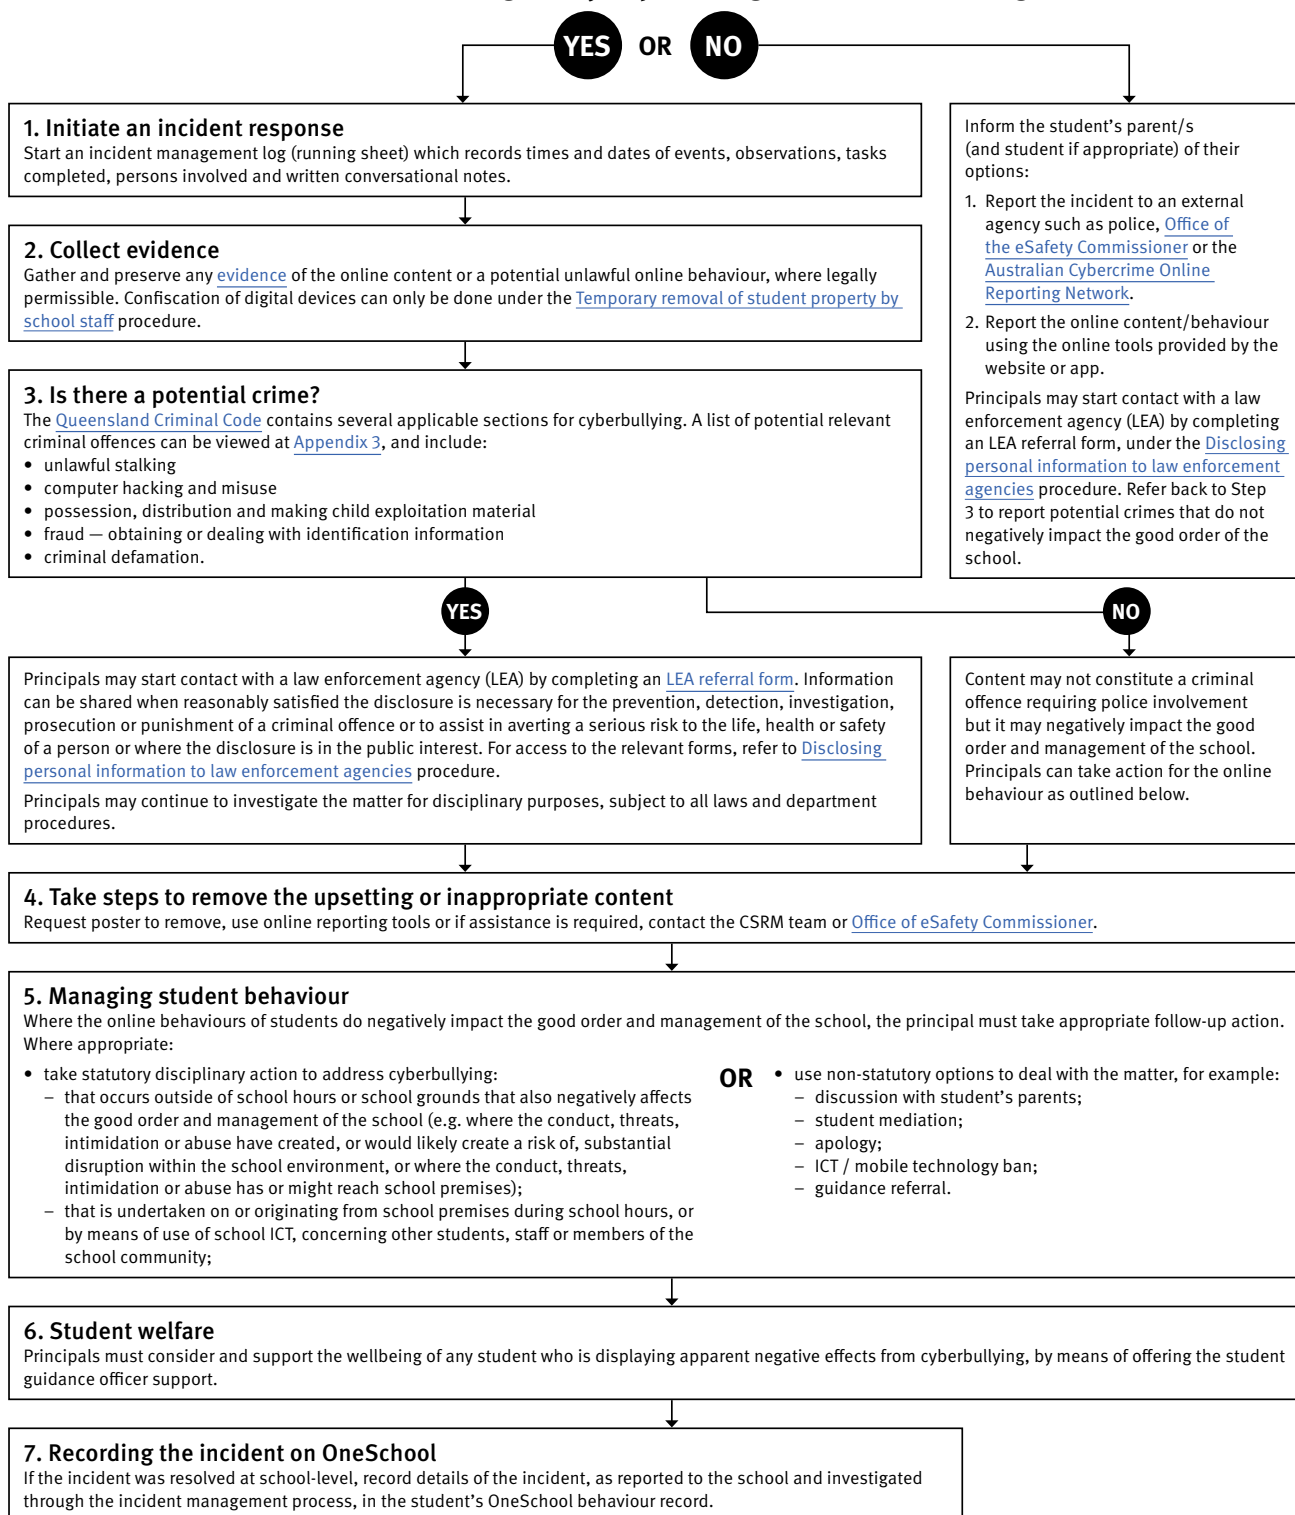 YES OR NO
1. Initiate an incident response
Start an incident management log (running sheet) which records times and dates of events, observations, tasks
completed, persons involved and written conversational notes.
2. Collect evidence
Gather and preserve any evidence of the online content or a potential unlawful online behaviour, where legally
permissible. Confiscation of digital devices can only be done under the Temporary removal of student property by
school staff procedure.
3. Is there a potential crime?
The Queensland Criminal Code contains several applicable sections for cyberbullying. A list of potential relevant
criminal offences can be viewed at Appendix 3, and include:
• unlawful stalking
• computer hacking and misuse
• possession, distribution and making child exploitation material
• fraud — obtaining or dealing with identification information
• criminal defamation.
Inform the student's parent/s
(and student if appropriate) of their
options:
1. Report the incident to an external
agency such as police, Office of
the eSafety Commissioner or the
Australian Cybercrime Online
Reporting Network.
2. Report the online content/behaviour
using the online tools provided by the
website or app.
Principals may start contact with a law
enforcement agency (LEA) by completing
an LEA referral form, under the Disclosing
personal information to law enforcement
agencies procedure. Refer back to Step
3 to report potential crimes that do not
negatively impact the good order of the
school.
YES
NO
Principals may start contact with a law enforcement agency (LEA) by completing an LEA referral form. Information
can be shared when reasonably satisfied the disclosure is necessary for the prevention, detection, investigation,
prosecution or punishment of a criminal offence or to assist in averting a serious risk to the life, health or safety
of a person or where the disclosure is in the public interest. For access to the relevant forms, refer to Disclosing
personal information to law enforcement agencies procedure.
Principals may continue to investigate the matter for disciplinary purposes, subject to all laws and department
procedures.
Content may not constitute a criminal
offence requiring police involvement
but it may negatively impact the good
order and management of the school.
Principals can take action for the online
behaviour as outlined below.
4. Take steps to remove the upsetting or inappropriate content
Request poster to remove, use online reporting tools or if assistance is required, contact the CSRM team or Office of eSafety Commissioner.
5. Managing student behaviour
Where the online behaviours of students do negatively impact the good order and management of the school, the principal must take appropriate follow-up action.
Where appropriate:
• take statutory disciplinary action to address cyberbullying:
– that occurs outside of school hours or school grounds that also negatively affects
the good order and management of the school (e.g. where the conduct, threats,
intimidation or abuse have created, or would likely create a risk of, substantial
disruption within the school environment, or where the conduct, threats,
intimidation or abuse has or might reach school premises);
– that is undertaken on or originating from school premises during school hours, or
by means of use of school ICT, concerning other students, staff or members of the
school community;
OR
• use non-statutory options to deal with the matter, for example:
– discussion with student's parents;
– student mediation;
– apology;
– ICT / mobile technology ban;
– guidance referral.
6. Student welfare
Principals must consider and support the wellbeing of any student who is displaying apparent negative effects from cyberbullying, by means of offering the student
guidance officer support.
7. Recording the incident on OneSchool
If the incident was resolved at school-level, record details of the incident, as reported to the school and investigated
through the incident management process, in the student's OneSchool behaviour record.